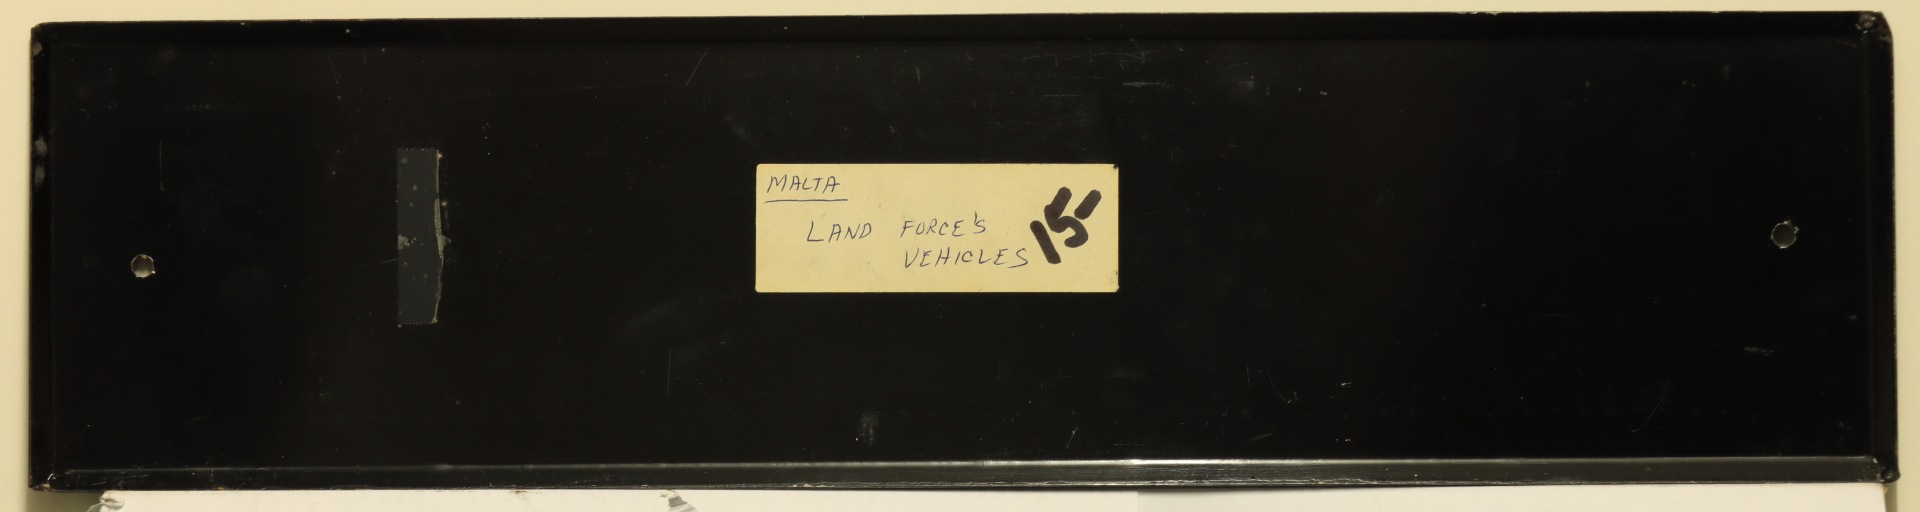 MALTA
LAND FORCE'S 15-
VEHICLES